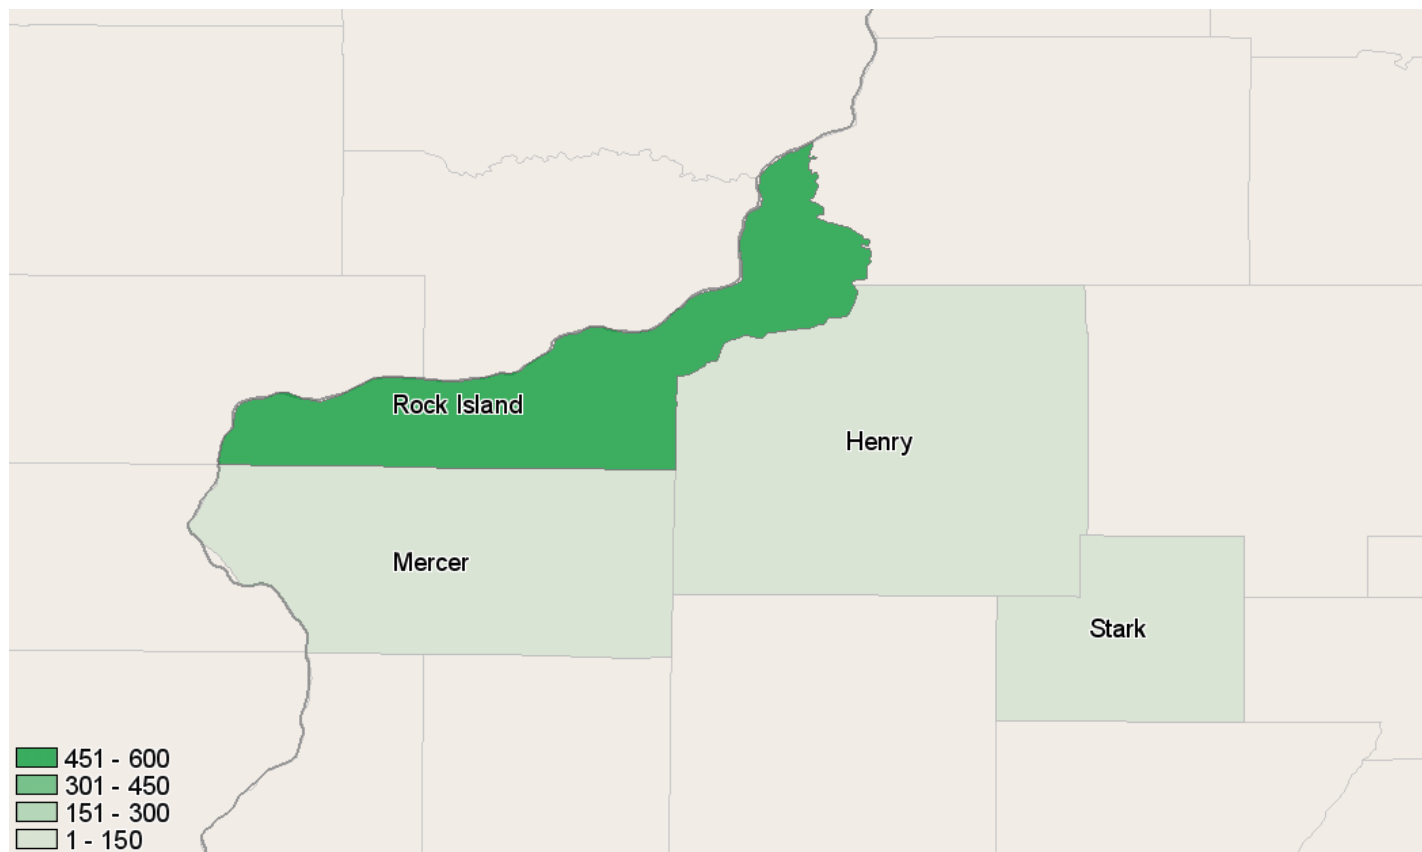 Rock Island
Henry
Mercer
Stark
451 - 600
301 - 450
151 - 300
1 - 150